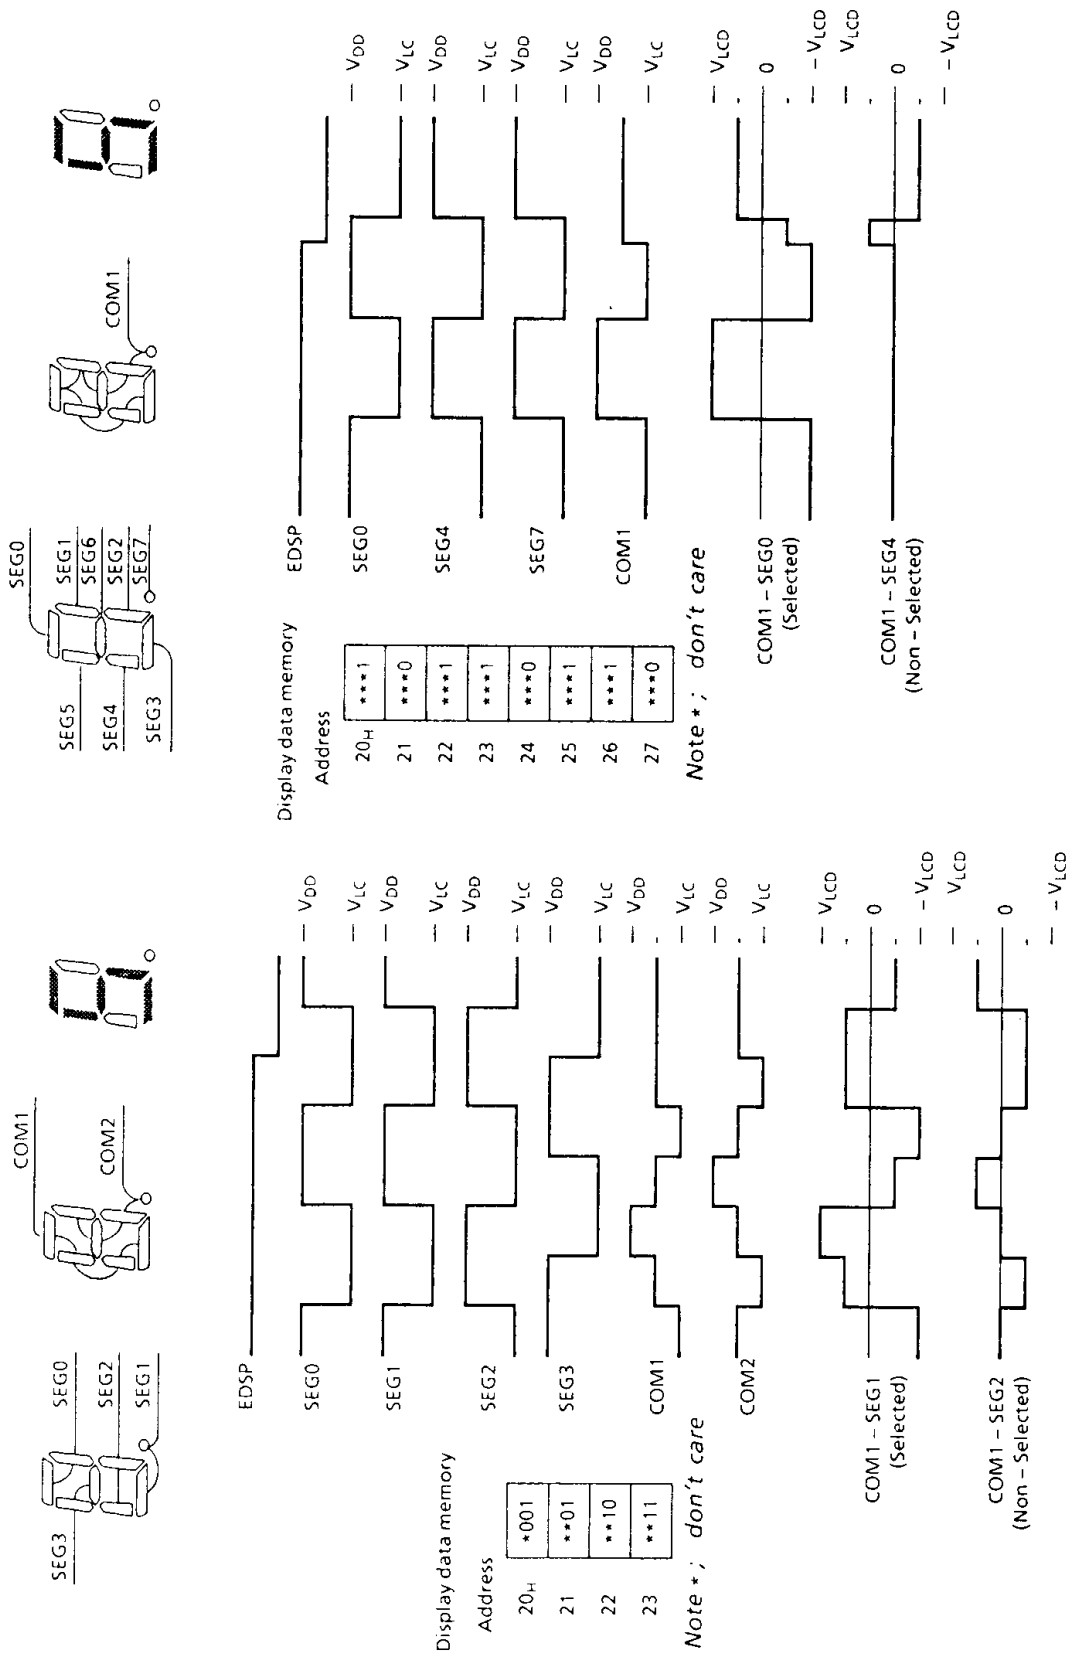 SEG3
SEG0
SEG2
SEG1
COM1
COM2
EDSP
SEG0
VDD
VLC
SEG1
VDD
VLC
SEG2
VDD
VLC
SEG3
VDD
VLC
COM1
VDD
VLC
COM2
VDD
VLC
Display data memory
Address
20H *001
21 **01
22 **10
23 **11
Note *; don't care
COM1 – SEG1
(Selected)
VLCD
0
– VLCD
COM1 – SEG2
(Non – Selected)
VLCD
0
– VLCD
SEG5
SEG4
SEG3
SEG0
SEG1
SEG6
SEG2
SEG7
COM1
EDSP
SEG0
VDD
VLC
SEG4
VDD
VLC
SEG7
VDD
VLC
COM1
VDD
VLC
Display data memory
Address
20H ***1
21 ***0
22 ***1
23 ***1
24 ***0
25 ***1
26 ***1
27 ***0
Note *; don't care
COM1 – SEG0
(Selected)
VLCD
0
– VLCD
COM1 – SEG4
(Non – Selected)
VLCD
0
– VLCD